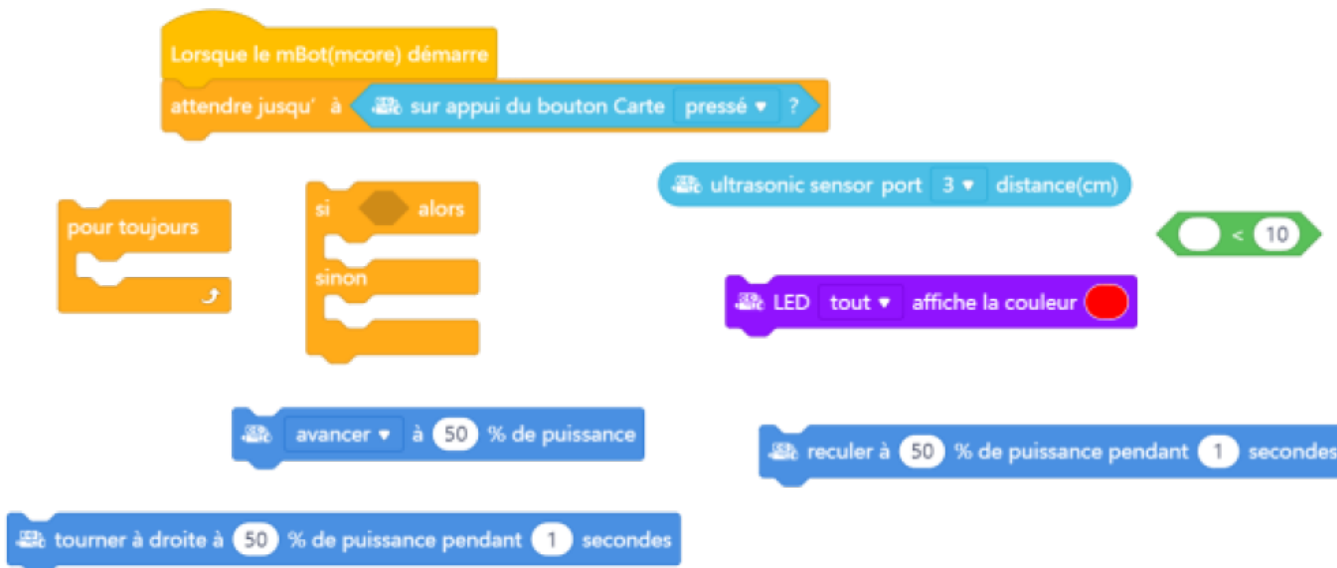 Lorsque le mBot(mcore) démarre
attendre jusqu' à sur appui du bouton Carte pressé ?
ultrasonic sensor port 3 distance(cm)
pour toujours
si alors
sinon
< 10
LED tout affiche la couleur
avancer à 50 % de puissance
reculer à 50 % de puissance pendant 1 secondes
tourner à droite à 50 % de puissance pendant 1 secondes